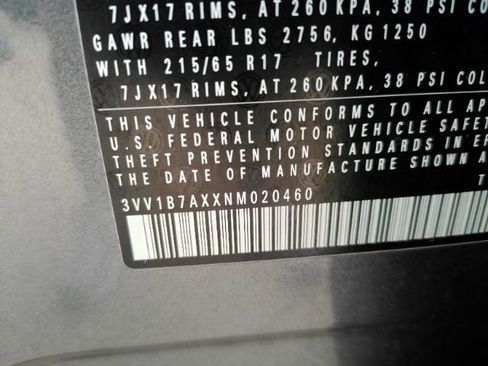 7JX17 RIMS, AT 260 KPA, 38 PSI COL
GAWR REAR LBS 2756, KG 1250
WITH 215/65 R17 TIRES,
7JX17 RIMS, AT 260 KPA, 38 PSI COL
THIS VEHICLE CONFORMS TO ALL AP
U.S. FEDERAL MOTOR VEHICLE SAFET
THEFT PREVENTION STANDARDS IN EF
THE DATE OF MANUFACTURE SHOWN A
3VV1B7AXXNM020460
T